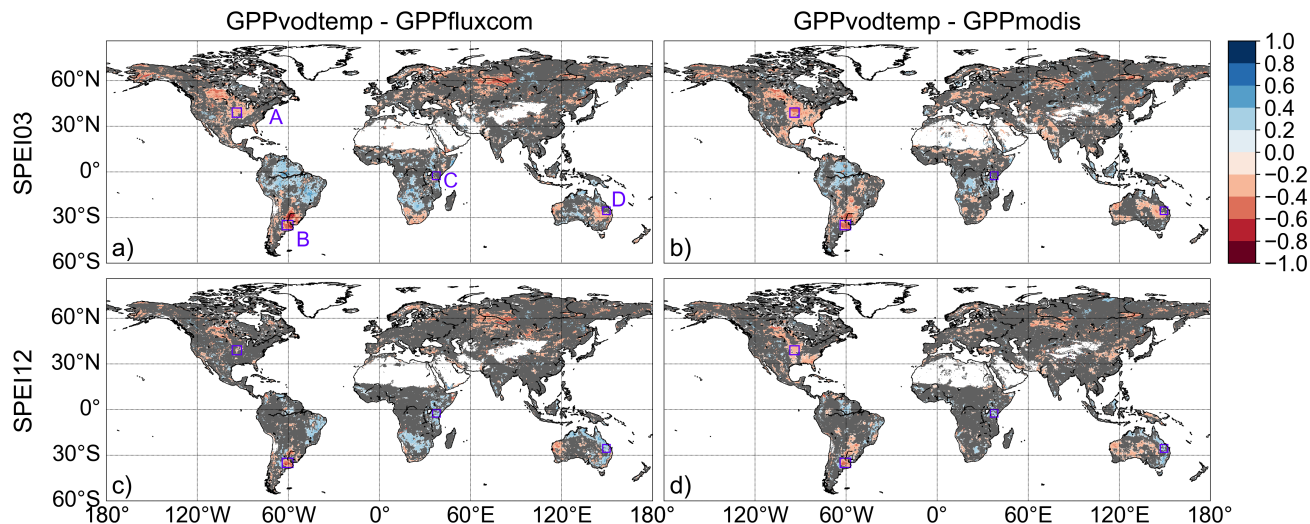 GPPvodtemp - GPPfluxcom
GPPvodtemp - GPPmodis
SPEI03
60°N
30°N
0°
30°S
60°S
A
B
C
D
a)
b)
1.0
0.8
0.6
0.4
0.2
0.0
−0.2
−0.4
−0.6
−0.8
−1.0
SPEI12
60°N
30°N
0°
30°S
60°S
c)
d)
180°
120°W
60°W
0°
60°E
120°E
180°
120°W
60°W
0°
60°E
120°E
180°